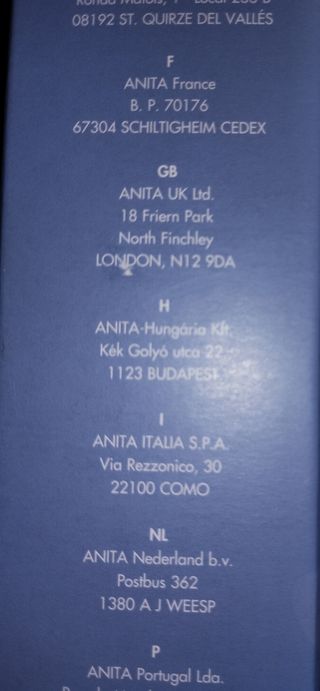 08192 ST. QUIRZE DEL VALLÉS
F
ANITA France
B. P. 70176
67304 SCHILTIGHEIM CEDEX
GB
ANITA UK Ltd.
18 Friern Park
North Finchley
LONDON, N12 9DA
H
ANITA-Hungária Kft.
Kék Golyó utca 22
1123 BUDAPEST
I
ANITA ITALIA S.P.A.
Via Rezzonico, 30
22100 COMO
NL
ANITA Nederland b.v.
Postbus 362
1380 A J WEESP
P
ANITA Portugal Lda.